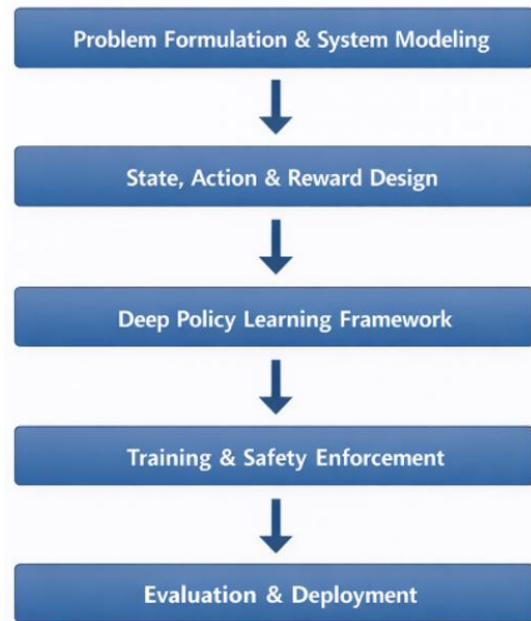 Problem Formulation & System Modeling
State, Action & Reward Design
Deep Policy Learning Framework
Training & Safety Enforcement
Evaluation & Deployment